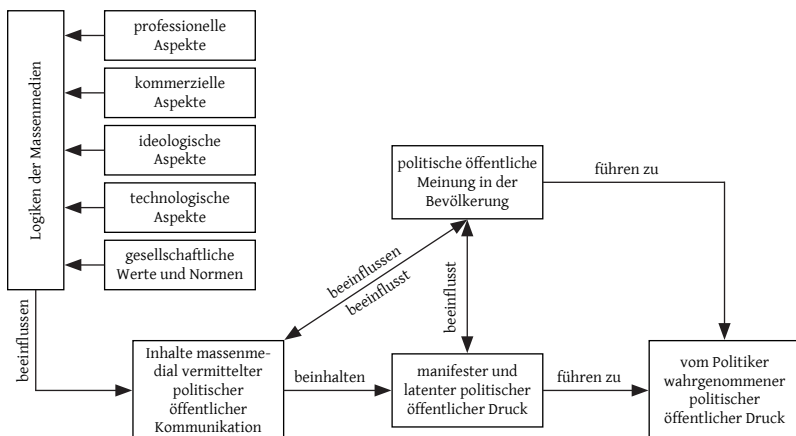 professionelle
Aspekte
kommerzielle
Aspekte
ideologische
Aspekte
technologische
Aspekte
gesellschaftliche
Werte und Normen
Logiken der Massenmedien
beeinflussen
politische öffentliche
Meinung in der
Bevölkerung
führen zu
beeinflussen
beeinflusst
beeinflusst
Inhalte massenme-
dial vermittelter
politischer
öffentlicher
Kommunikation
beinhalten
manifester und
latenter politischer
öffentlicher Druck
führen zu
vom Politiker
wahrgenommener
politischer
öffentlicher Druck